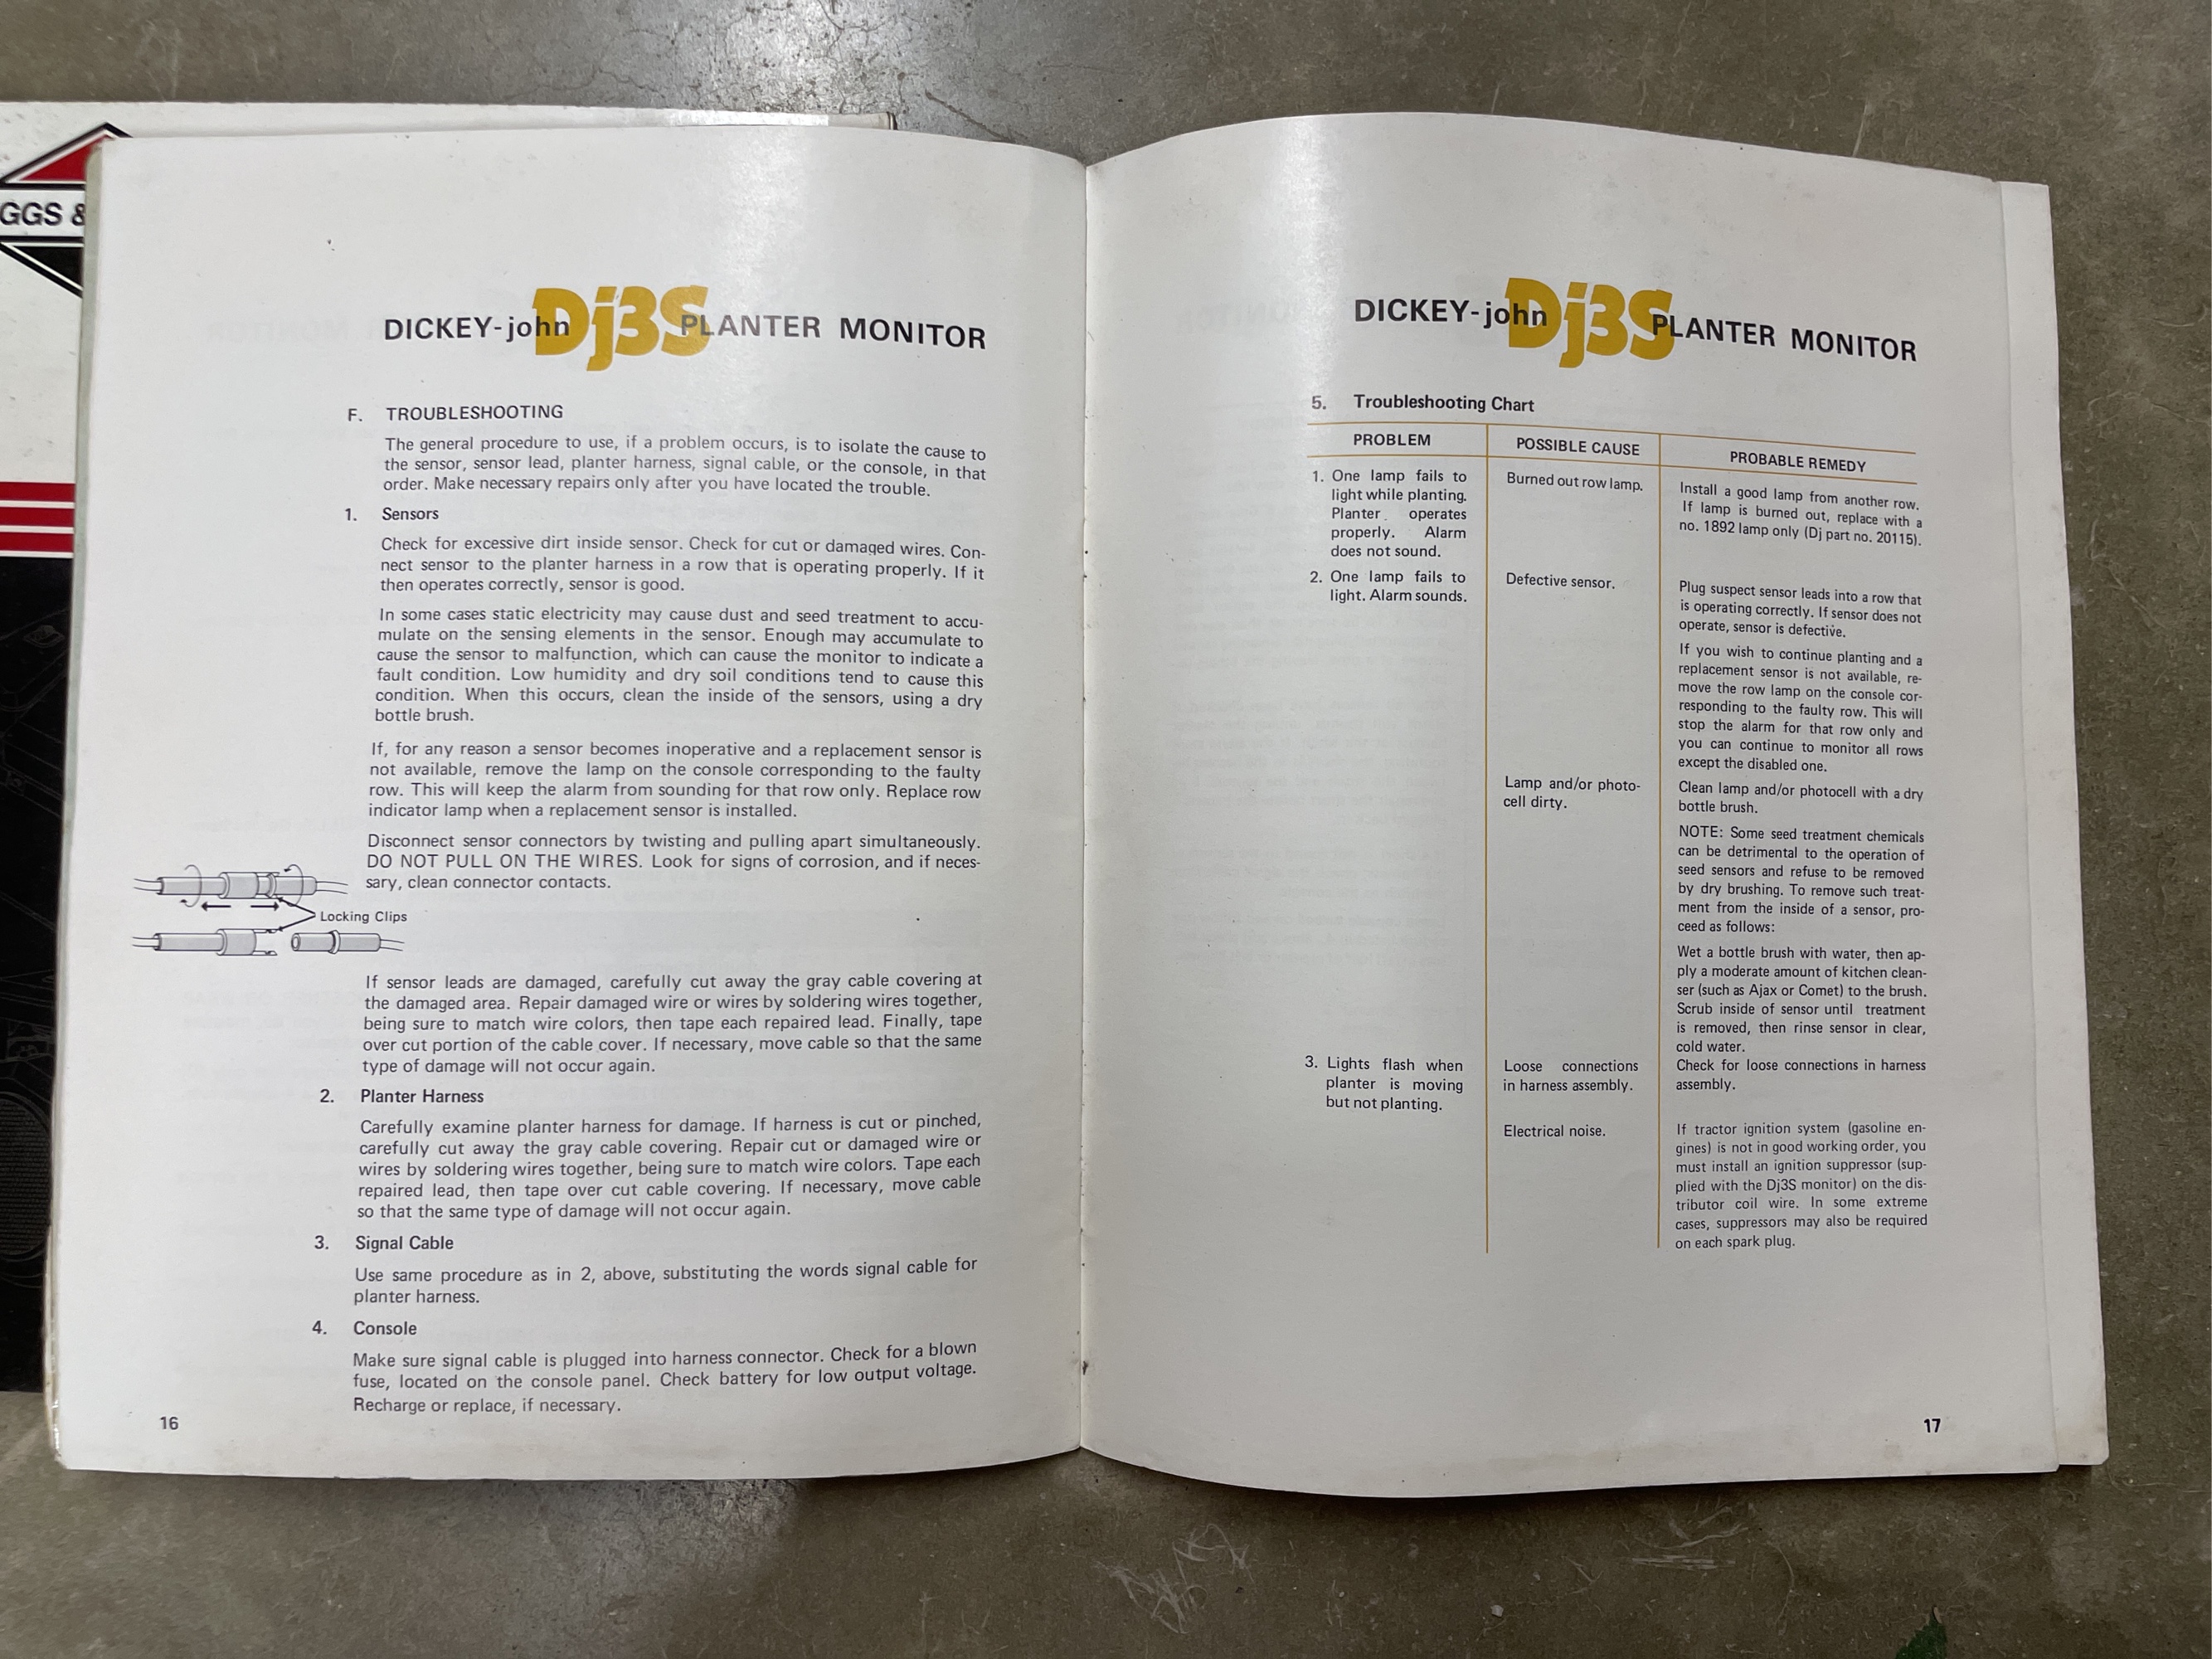 GGS &
DICKEY-john Dj3S PLANTER MONITOR
F. TROUBLESHOOTING
The general procedure to use, if a problem occurs, is to isolate the cause to
the sensor, sensor lead, planter harness, signal cable, or the console, in that
order. Make necessary repairs only after you have located the trouble.
1. Sensors
Check for excessive dirt inside sensor. Check for cut or damaged wires. Con-
nect sensor to the planter harness in a row that is operating properly. If it
then operates correctly, sensor is good.
In some cases static electricity may cause dust and seed treatment to accu-
mulate on the sensing elements in the sensor. Enough may accumulate to
cause the sensor to malfunction, which can cause the monitor to indicate a
fault condition. Low humidity and dry soil conditions tend to cause this
condition. When this occurs, clean the inside of the sensors, using a dry
bottle brush.
If, for any reason a sensor becomes inoperative and a replacement sensor is
not available, remove the lamp on the console corresponding to the faulty
row. This will keep the alarm from sounding for that row only. Replace row
indicator lamp when a replacement sensor is installed.
Disconnect sensor connectors by twisting and pulling apart simultaneously.
DO NOT PULL ON THE WIRES. Look for signs of corrosion, and if neces-
sary, clean connector contacts.
Locking Clips
If sensor leads are damaged, carefully cut away the gray cable covering at
the damaged area. Repair damaged wire or wires by soldering wires together,
being sure to match wire colors, then tape each repaired lead. Finally, tape
over cut portion of the cable cover. If necessary, move cable so that the same
type of damage will not occur again.
2. Planter Harness
Carefully examine planter harness for damage. If harness is cut or pinched,
carefully cut away the gray cable covering. Repair cut or damaged wire or
wires by soldering wires together, being sure to match wire colors. Tape each
repaired lead, then tape over cut cable covering. If necessary, move cable
so that the same type of damage will not occur again.
3. Signal Cable
Use same procedure as in 2, above, substituting the words signal cable for
planter harness.
4. Console
Make sure signal cable is plugged into harness connector. Check for a blown
fuse, located on the console panel. Check battery for low output voltage.
Recharge or replace, if necessary.
16
DICKEY-john Dj3S PLANTER MONITOR
5. Troubleshooting Chart
PROBLEM
POSSIBLE CAUSE
PROBABLE REMEDY
1. One lamp fails to
light while planting.
Planter operates
properly. Alarm
does not sound.
Burned out row lamp.
Install a good lamp from another row.
If lamp is burned out, replace with a
no. 1892 lamp only (Dj part no. 20115).
2. One lamp fails to
light. Alarm sounds.
Defective sensor.
Plug suspect sensor leads into a row that
is operating correctly. If sensor does not
operate, sensor is defective.
If you wish to continue planting and a
replacement sensor is not available, re-
move the row lamp on the console cor-
responding to the faulty row. This will
stop the alarm for that row only and
you can continue to monitor all rows
except the disabled one.
Lamp and/or photo-
cell dirty.
Clean lamp and/or photocell with a dry
bottle brush.
NOTE: Some seed treatment chemicals
can be detrimental to the operation of
seed sensors and refuse to be removed
by dry brushing. To remove such treat-
ment from the inside of a sensor, pro-
ceed as follows:
Wet a bottle brush with water, then ap-
ply a moderate amount of kitchen clean-
ser (such as Ajax or Comet) to the brush.
Scrub inside of sensor until treatment
is removed, then rinse sensor in clear,
cold water.
3. Lights flash when
planter is moving
but not planting.
Loose connections
in harness assembly.
Check for loose connections in harness
assembly.
Electrical noise.
If tractor ignition system (gasoline en-
gines) is not in good working order, you
must install an ignition suppressor (sup-
plied with the Dj3S monitor) on the dis-
tributor coil wire. In some extreme
cases, suppressors may also be required
on each spark plug.
17